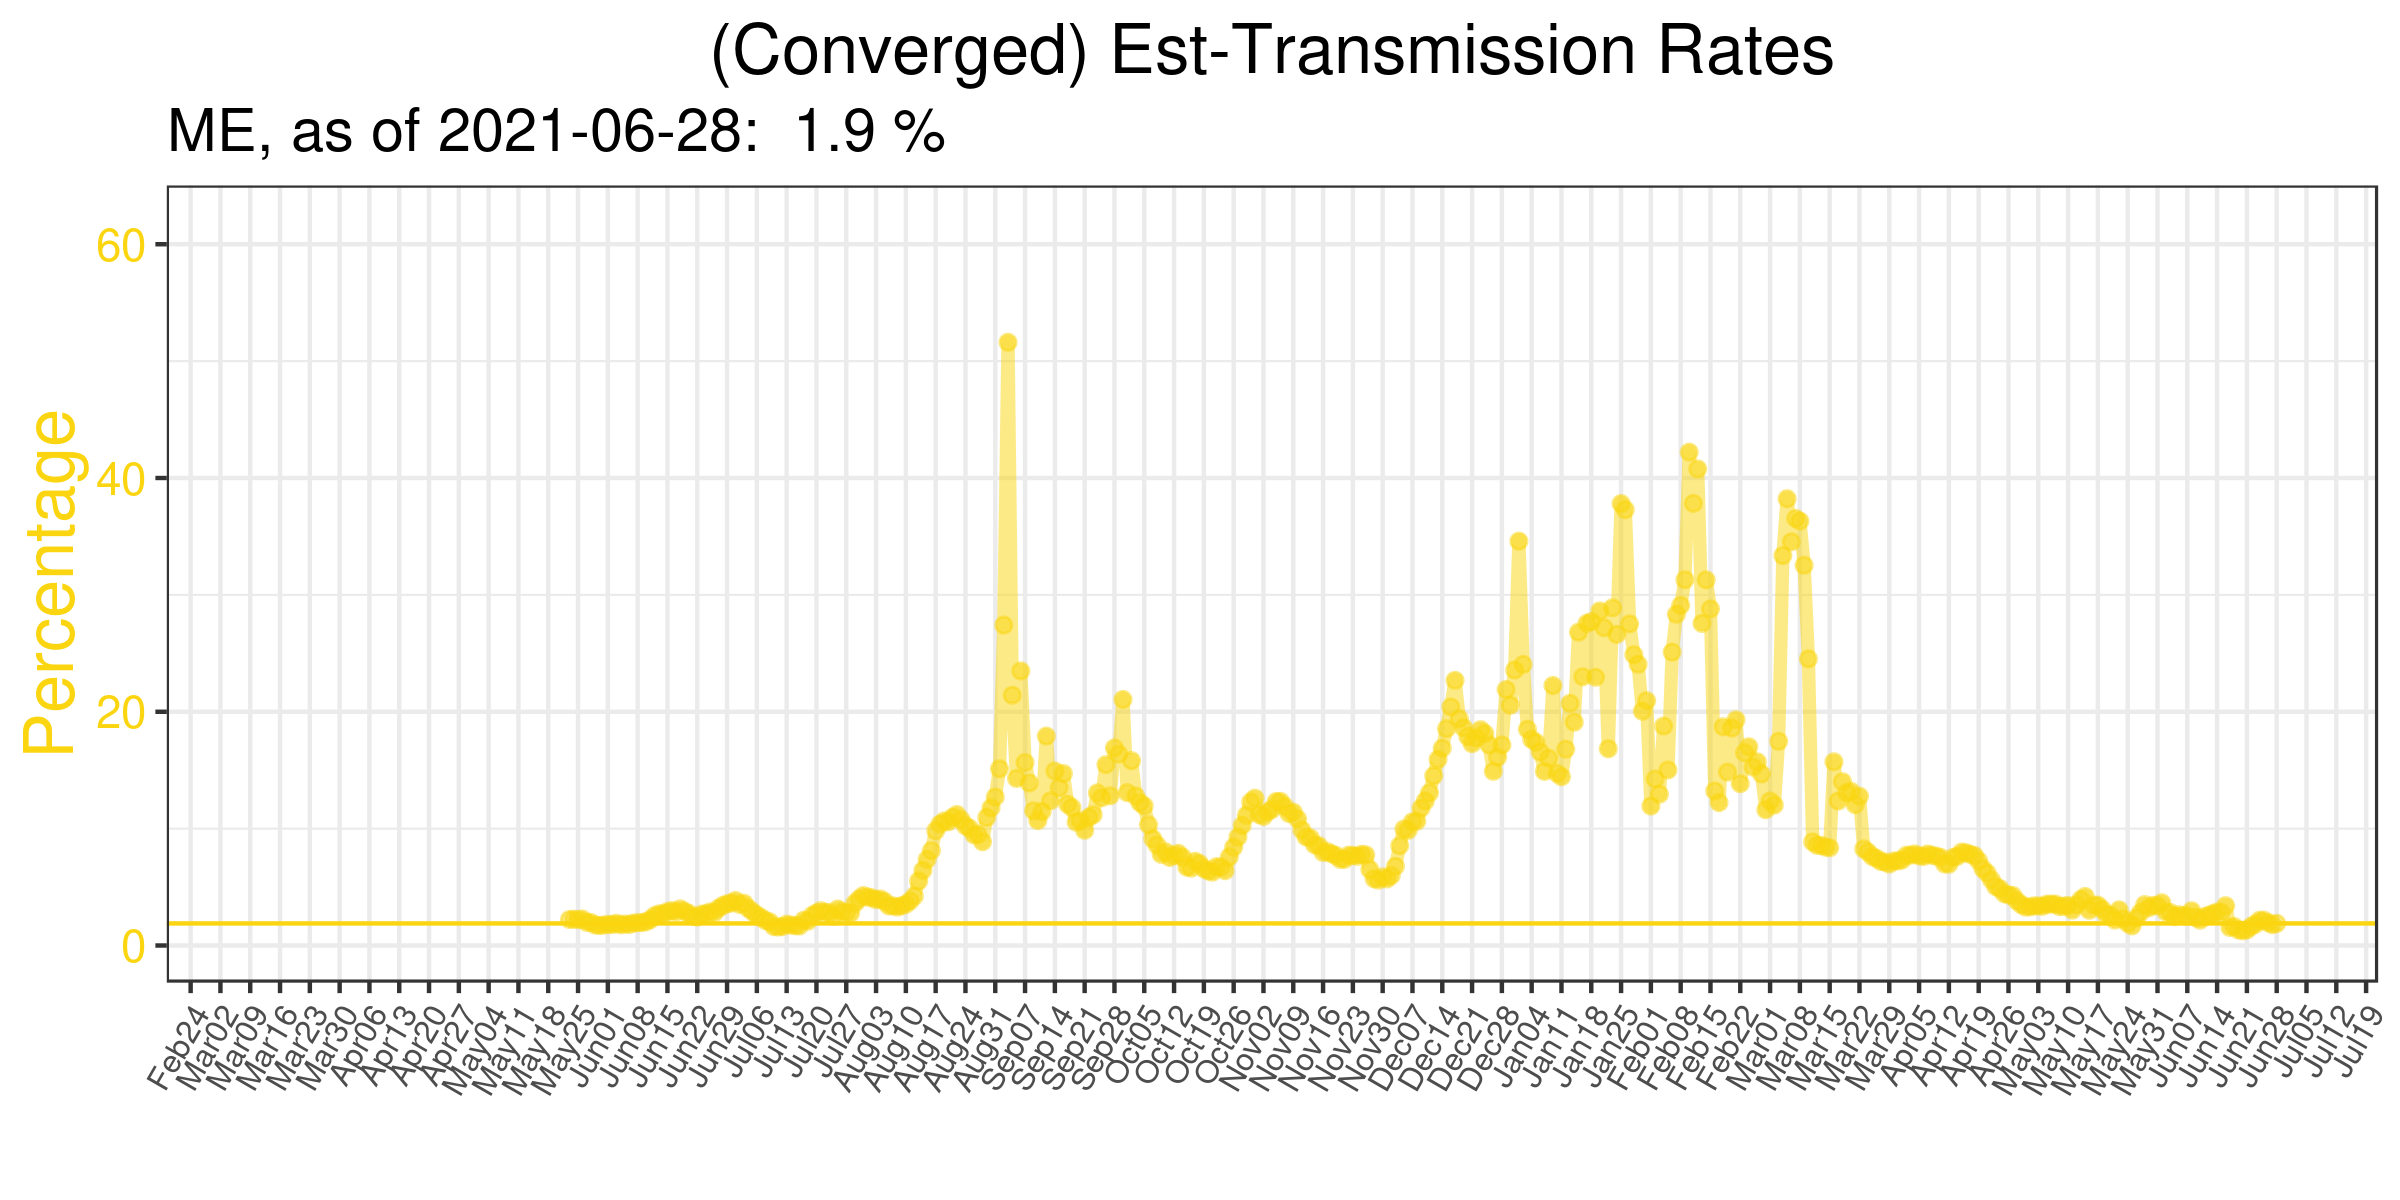 (Converged) Est-Transmission Rates
ME, as of 2021-06-28:  1.9 %
Percentage
60
40
20
0
Feb24
Mar02
Mar09
Mar16
Mar23
Mar30
Apr06
Apr13
Apr20
Apr27
May04
May11
May18
May25
Jun01
Jun08
Jun15
Jun22
Jun29
Jul06
Jul13
Jul20
Jul27
Aug03
Aug10
Aug17
Aug24
Aug31
Sep07
Sep14
Sep21
Sep28
Oct05
Oct12
Oct19
Oct26
Nov02
Nov09
Nov16
Nov23
Nov30
Dec07
Dec14
Dec21
Dec28
Jan04
Jan11
Jan18
Jan25
Feb01
Feb08
Feb15
Feb22
Mar01
Mar08
Mar15
Mar22
Mar29
Apr05
Apr12
Apr19
Apr26
May03
May10
May17
May24
May31
Jun07
Jun14
Jun21
Jun28
Jul05
Jul12
Jul19